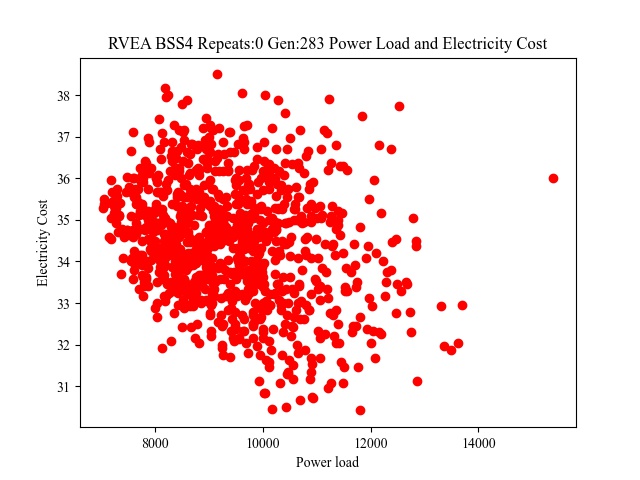 RVEA BSS4 Repeats:0 Gen:283 Power Load and Electricity Cost
38
37
36
35
34
33
32
31
Electricity Cost
8000 10000 12000 14000
Power load